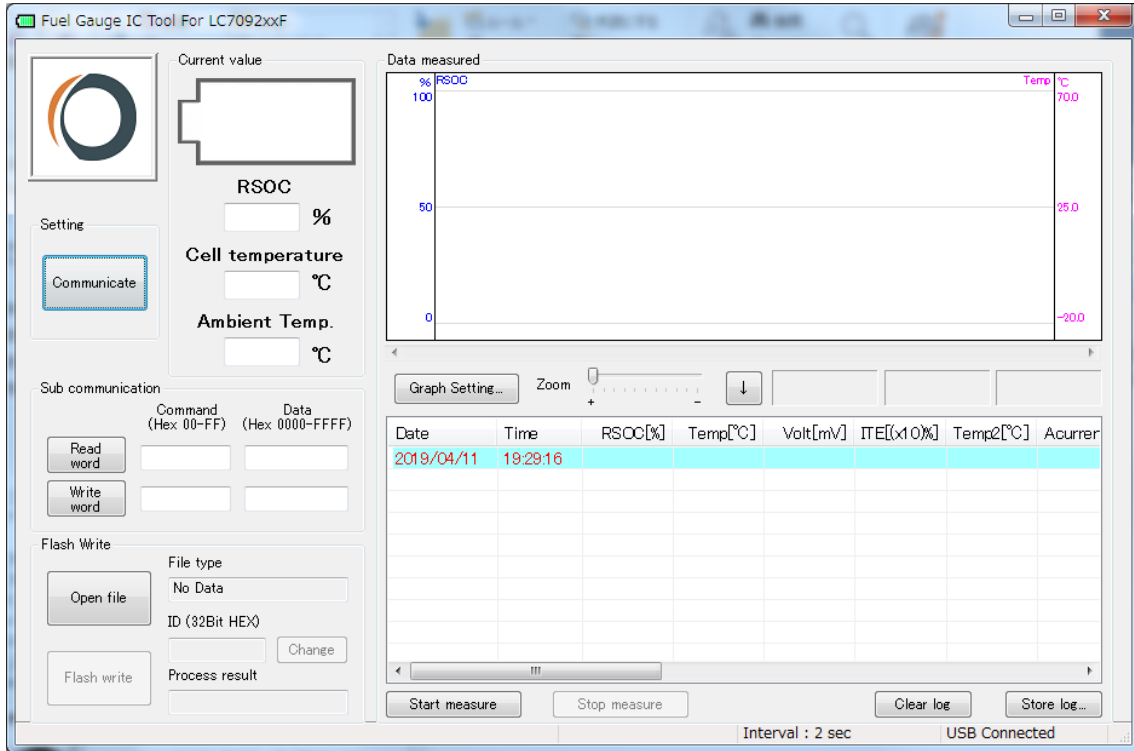 Fuel Gauge IC Tool For LC7092xxF
Current value
RSOC
%
Cell temperature
℃
Ambient Temp.
℃
Setting
Communicate
Sub communication
Command
(Hex 00-FF)
Data
(Hex 0000-FFFF)
Read
word
Write
word
Flash Write
Open file
File type
No Data
ID (32Bit HEX)
Change
Flash write
Process result
Data measured
% RSOC Temp ℃
100 70.0
50 25.0
0 -20.0
Graph Setting... Zoom + - ↓
Date Time RSOC[%] Temp[℃] Volt[mV] ITE[(x10)%] Temp2[℃] Acurrer
2019/04/11 19:29:16
Start measure Stop measure Clear log Store log...
Interval : 2 sec USB Connected